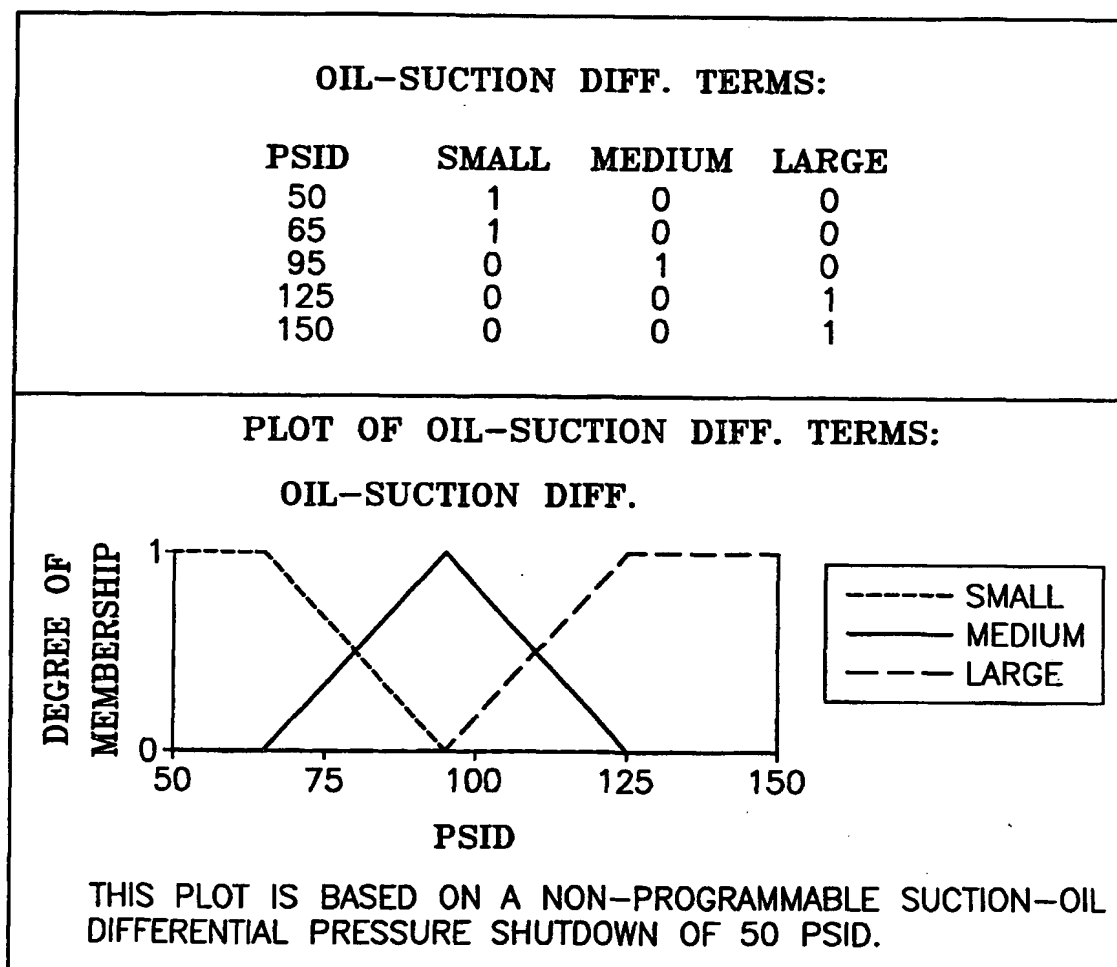 OIL-SUCTION DIFF. TERMS:
PSID SMALL MEDIUM LARGE
50 1 0 0
65 1 0 0
95 0 1 0
125 0 0 1
150 0 0 1
PLOT OF OIL-SUCTION DIFF. TERMS:
OIL-SUCTION DIFF.
DEGREE OF
MEMBERSHIP
1
0
50 75 100 125 150
PSID
SMALL
MEDIUM
LARGE
THIS PLOT IS BASED ON A NON-PROGRAMMABLE SUCTION-OIL
DIFFERENTIAL PRESSURE SHUTDOWN OF 50 PSID.